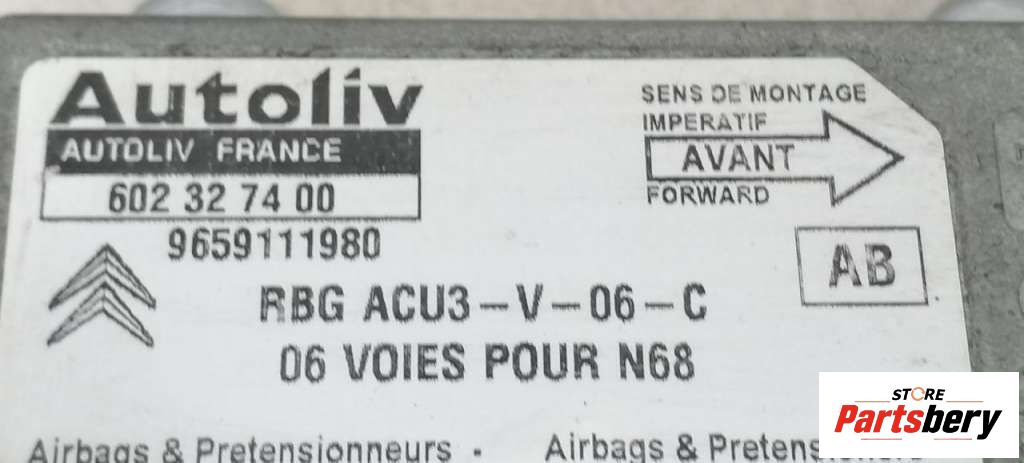 Autoliv
AUTOLIV FRANCE
602 32 74 00
9659111980
SENS DE MONTAGE
IMPERATIF
AVANT
FORWARD
AB
RBG ACU3-V-06-C
06 VOIES POUR N68
Airbags & Pretensionneurs -
Airbags & Pretens
STORE
Partsbery